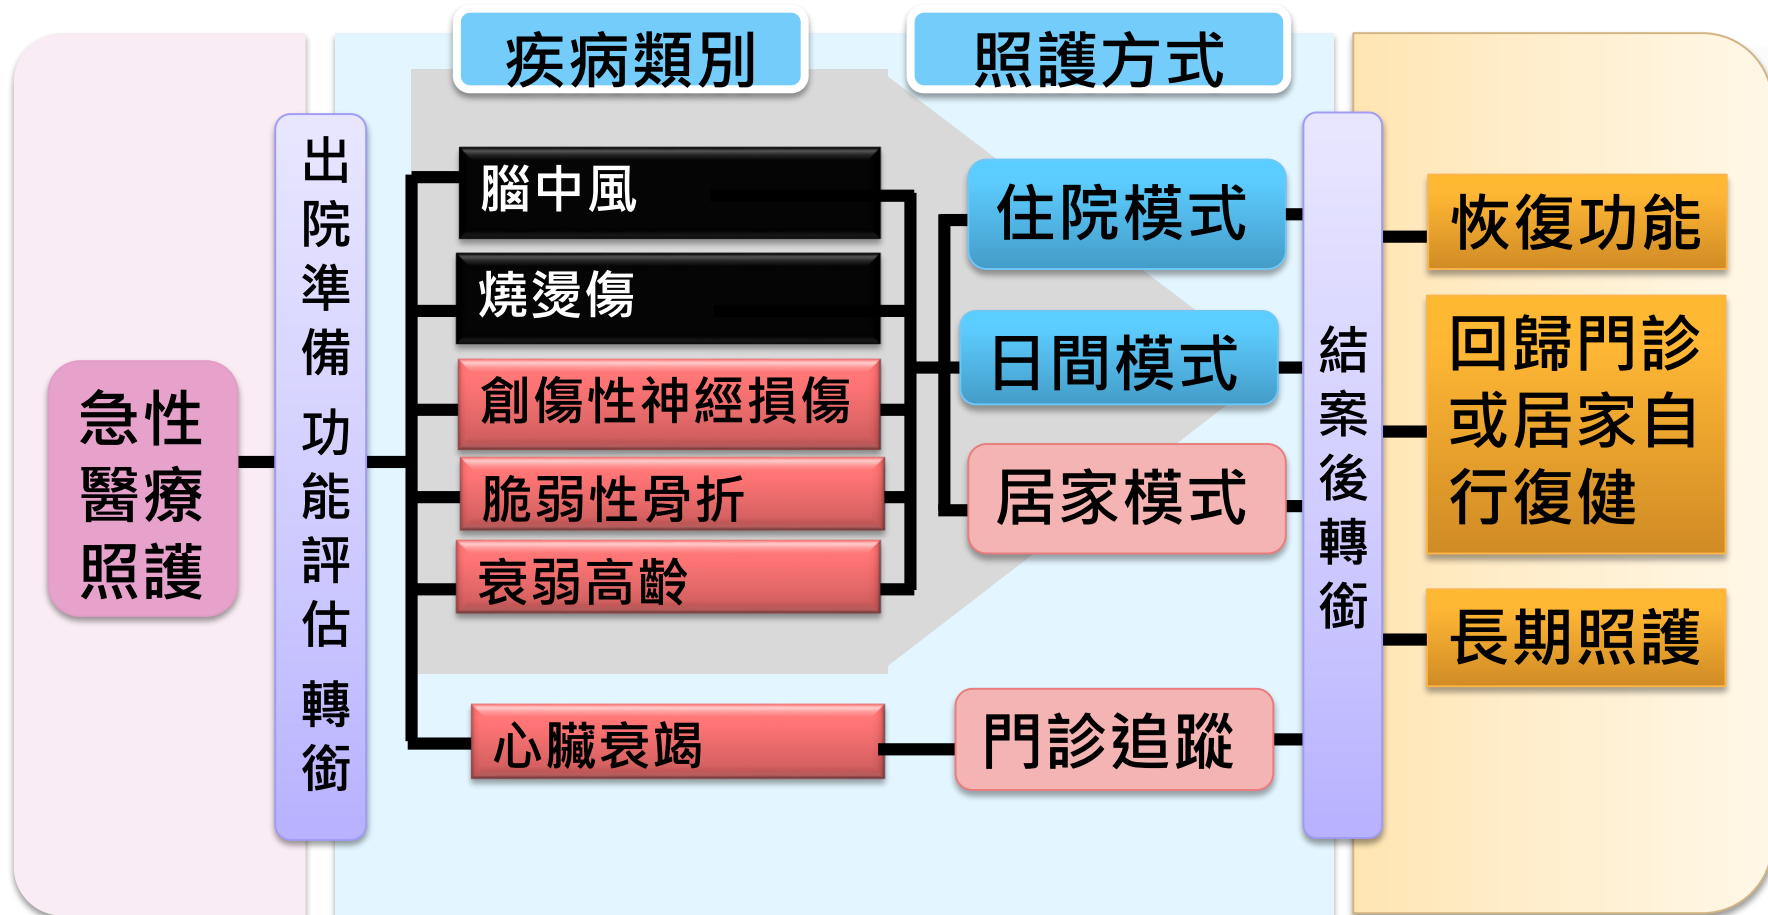 疾病類別
照護方式
急性
醫療
照護
出院準備 功能評估 轉銜
腦中風
燒燙傷
創傷性神經損傷
脆弱性骨折
衰弱高齡
心臟衰竭
住院模式
日間模式
居家模式
門診追蹤
結案後轉銜
恢復功能
回歸門診
或居家自
行復健
長期照護